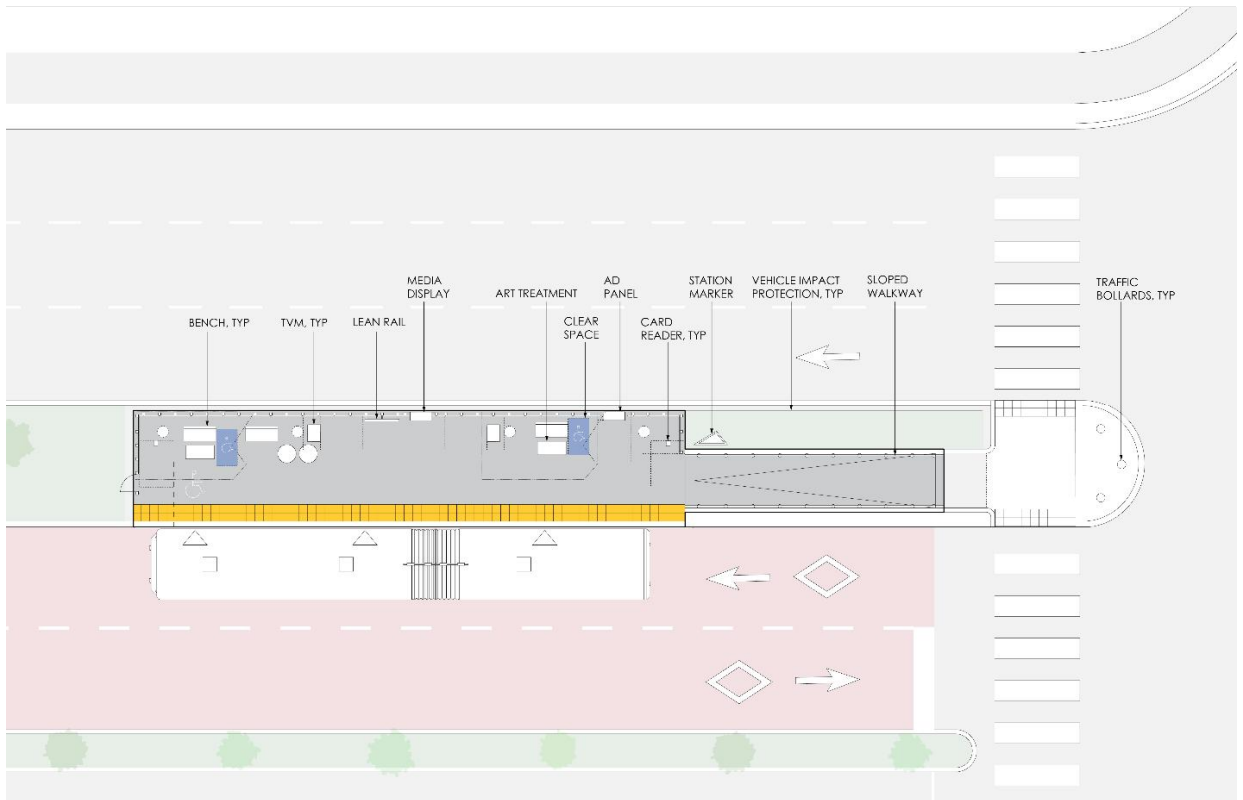 BENCH, TYP
TVM, TYP
LEAN RAIL
MEDIA
DISPLAY
ART TREATMENT
CLEAR
SPACE
AD
PANEL
CARD
READER, TYP
STATION
MARKER
VEHICLE IMPACT
PROTECTION, TYP
SLOPED
WALKWAY
TRAFFIC
BOLLARDS, TYP